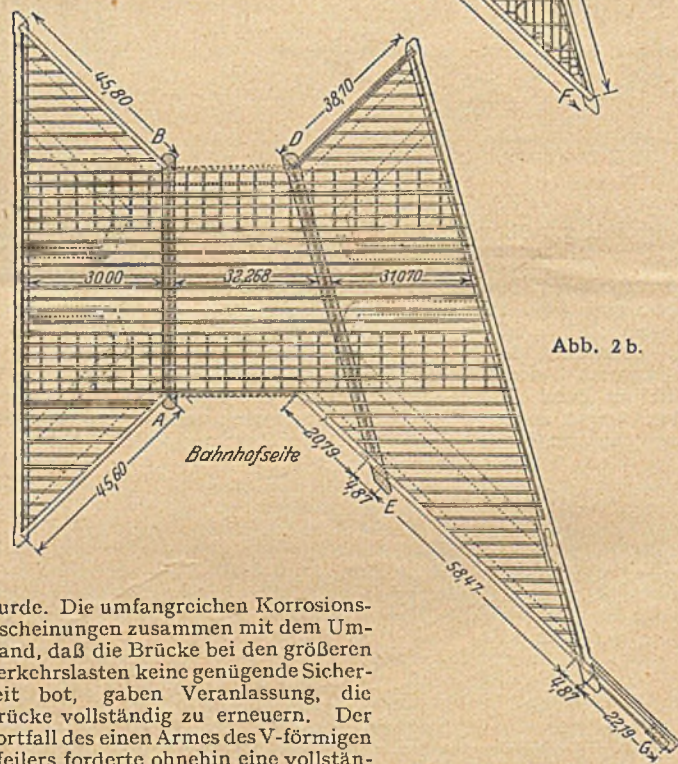 F
45,80
38,10
B
D
30,00
32,268
31,070
Abb. 2b.
A
Bahnhofseite
20,79
4,87
E
45,60
58,47
urde. Die umfangreichen Korrosions-
scheinungen zusammen mit dem Um-
and, daß die Brücke bei den größeren
erkehrslasten keine genügende Sicher-
eit bot, gaben Veranlassung, die
rücke vollständig zu erneuern. Der
ortfall des einen Armes des V-förmigen
feilers forderte ohnehin eine vollstän-
4,87
22,79
G